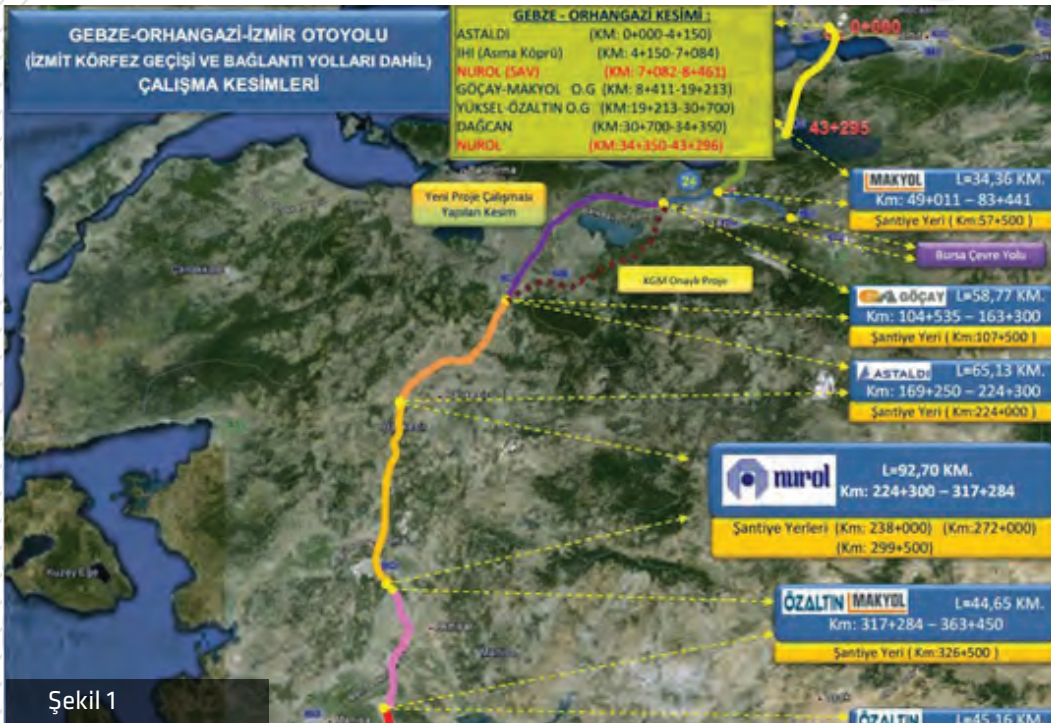 GEBZE-ORHANGAZİ-İZMİR OTOYOLU
(İZMİT KÖRFEZ GEÇİŞİ VE BAĞLANTI YOLLARI DAHİL)
ÇALIŞMA KESİMLERİ
GEBZE - ORHANGAZİ KESİMİ :
ASTALDI (KM: 0+000-4+150)
IHI (Asma Köprü) (KM: 4+150-7+084)
NUROL (SAV) (KM: 7+082-8+461)
GÖÇAY-MAKYOL O.G (KM: 8+411-19+213)
YÜKSEL-ÖZALTIN O.G (KM:19+213-30+700)
DAĞCAN (KM:30+700-34+350)
NUROL (KM:34+350-43+296)
0+000
43+295
24
Yeni Proje Çalışması
Yapılan Kesim
KGM Onaylı Proje
MAKYOL L=34,36 KM.
Km: 49+011 – 83+441
Şantiye Yeri ( Km:57+500 )
Bursa Çevre Yolu
GÖÇAY L=58,77 KM.
Km: 104+535 – 163+300
Şantiye Yeri ( Km:107+500 )
ASTALDI L=65,13 KM.
Km: 169+250 – 224+300
Şantiye Yeri ( Km:224+000 )
nurol L=92,70 KM.
Km: 224+300 – 317+284
Şantiye Yerleri (Km: 238+000) (Km:272+000)
(Km: 299+500)
Kuzey Ege
ÖZALTIN MAKYOL L=44,65 KM.
Km: 317+284 – 363+450
Şantiye Yeri ( Km:326+500 )
ÖZALTIN L=45,16 KM.
Manisa
Şekil 1